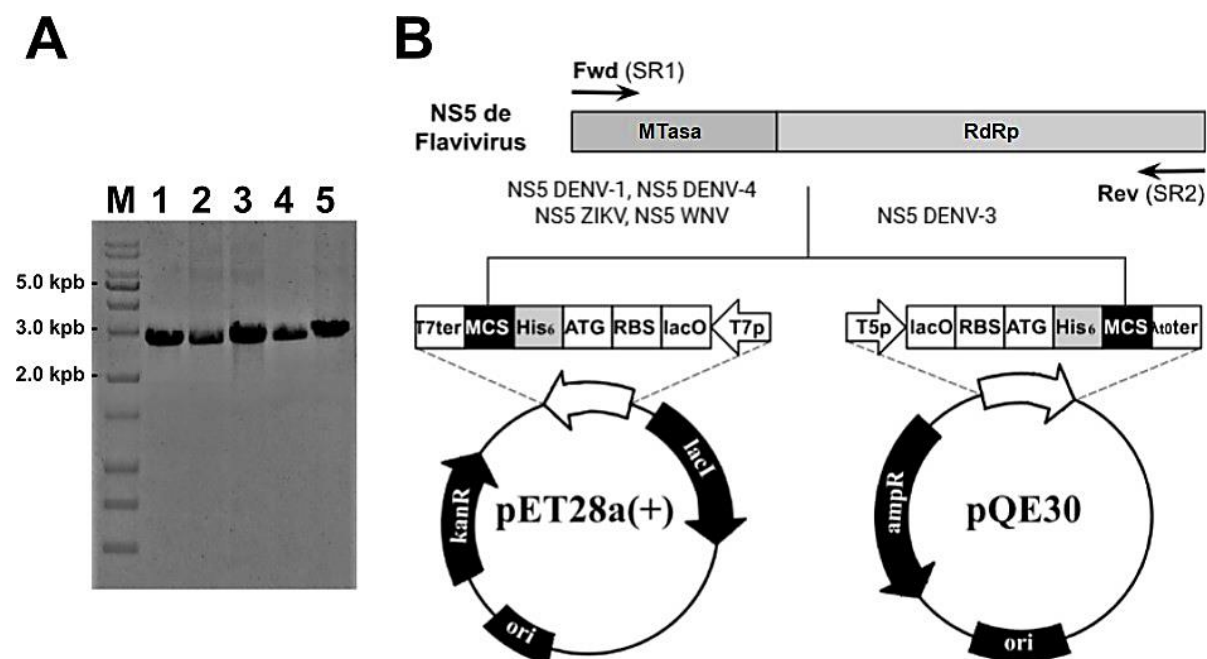 A
M 1 2 3 4 5
5.0 kpb -
3.0 kpb -
2.0 kpb -
B
Fwd (SR1)
NS5 de
Flavivirus
MTasa RdRp
Rev (SR2)
NS5 DENV-1, NS5 DENV-4
NS5 ZIKV, NS5 WNV
NS5 DENV-3
T7ter MCS His6 ATG RBS lacO T7p
T5p lacO RBS ATG His6 MCS λt0ter
lacI
kanR
pET28a(+)
ori
ampR
pQE30
ori